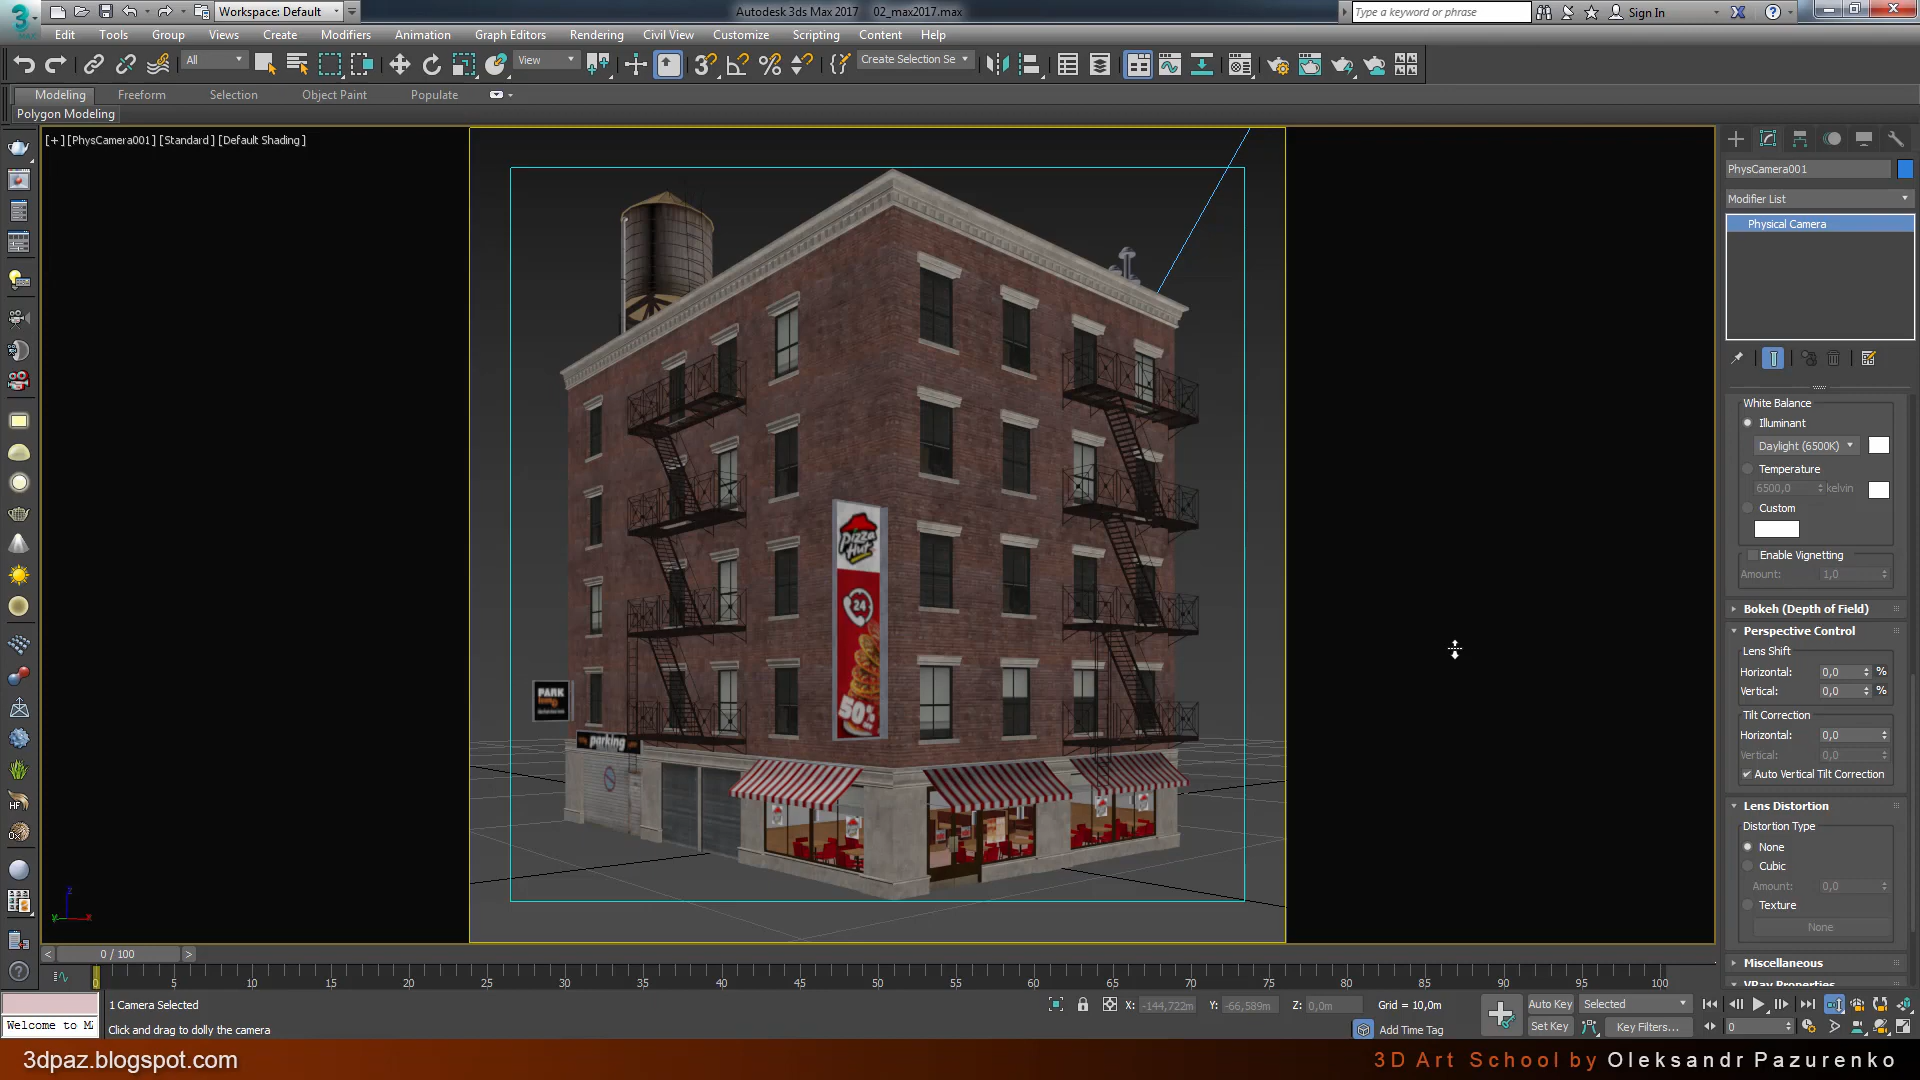 Workspace: Default
Autodesk 3ds Max 2017 02_max2017.max
Type a keyword or phrase
Sign In
Edit Tools Group Views Create Modifiers Animation Graph Editors Rendering Civil View Customize Scripting Content Help
All
View
Create Selection Se
Modeling Freeform Selection Object Paint Populate
Polygon Modeling
[+] [PhysCamera001] [Standard] [Default Shading]
PhysCamera001
Modifier List
Physical Camera
White Balance
Illuminant
Daylight (6500K)
Temperature
6500,0 kelvin
Custom
Enable Vignetting
Amount: 1,0
Bokeh (Depth of Field)
Perspective Control
Lens Shift
Horizontal: 0,0 %
Vertical: 0,0 %
Tilt Correction
Horizontal: 0,0
Vertical: 0,0
Auto Vertical Tilt Correction
Lens Distortion
Distortion Type
None
Cubic
Amount: 0,0
Texture
None
Miscellaneous
VRay Properties
Pizza
Hut
24
50%
PARK
parking
HF
z
y x
0 / 100
0 5 10 15 20 25 30 35 40 45 50 55 60 65 70 75 80 85 90 95 100
1 Camera Selected
X: -144,722m Y: -66,589m Z: 0,0m Grid = 10,0m
Auto Key Selected
Welcome to M
Click and drag to dolly the camera
Add Time Tag
Set Key Key Filters...
0
3dpaz.blogspot.com
3D Art School by Oleksandr Pazurenko